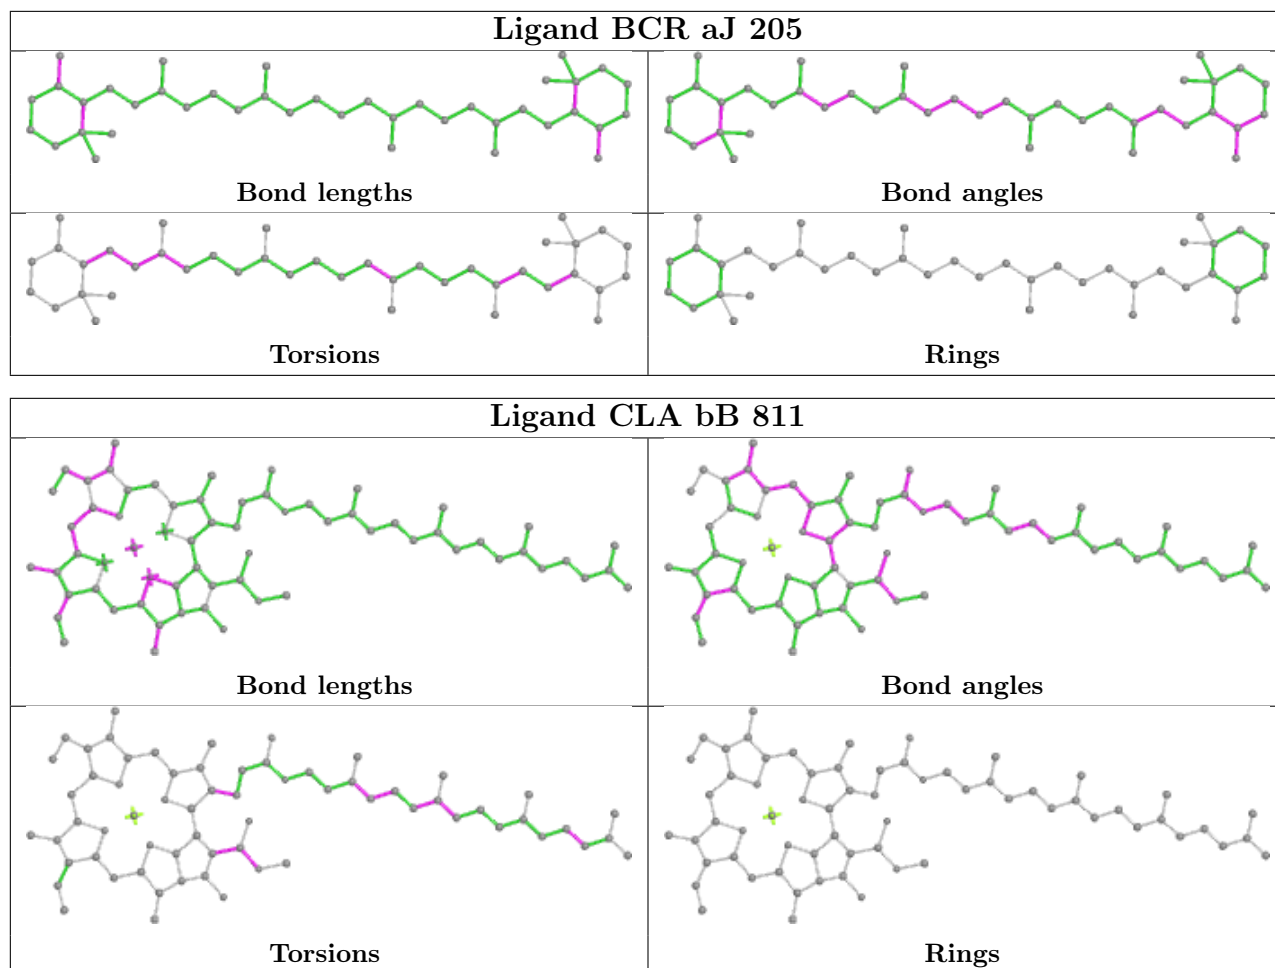 Ligand BCR aJ 205
Bond lengths
Bond angles
Torsions
Rings
Ligand CLA bB 811
Bond lengths
Bond angles
Torsions
Rings